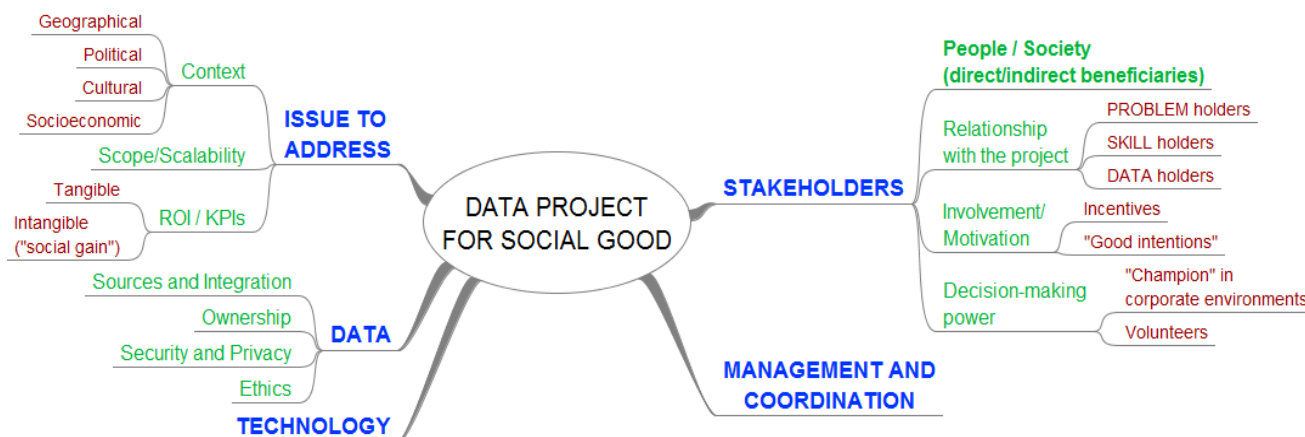 DATA PROJECT
FOR SOCIAL GOOD
ISSUE TO
ADDRESS
Context
Geographical
Political
Cultural
Socioeconomic
Scope/Scalability
ROI / KPIs
Tangible
Intangible
("social gain")
DATA
Sources and Integration
Ownership
Security and Privacy
Ethics
TECHNOLOGY
STAKEHOLDERS
People / Society
(direct/indirect beneficiaries)
Relationship
with the project
PROBLEM holders
SKILL holders
DATA holders
Involvement/
Motivation
Incentives
"Good intentions"
Decision-making
power
"Champion" in
corporate environments
Volunteers
MANAGEMENT AND
COORDINATION